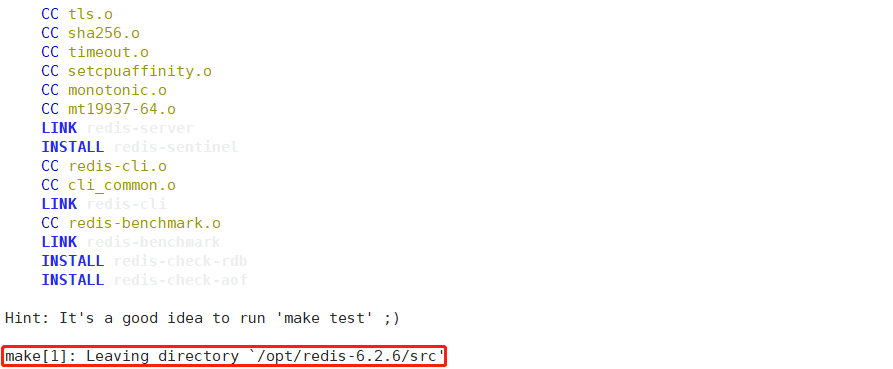 CC tls.o
CC sha256.o
CC timeout.o
CC setcpuaffinity.o
CC monotonic.o
CC mt19937-64.o
LINK redis-server
INSTALL redis-sentinel
CC redis-cli.o
CC cli_common.o
LINK redis-cli
CC redis-benchmark.o
LINK redis-benchmark
INSTALL redis-check-rdb
INSTALL redis-check-aof
Hint: It's a good idea to run 'make test' ;)
make[1]: Leaving directory `/opt/redis-6.2.6/src'